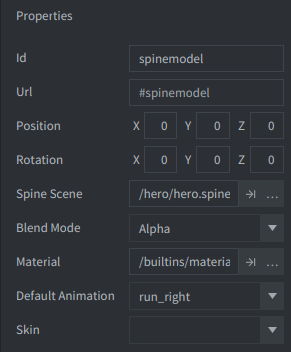 Properties
Id spinemodel
Url #spinemodel
Position X 0 Y 0 Z 0
Rotation X 0 Y 0 Z 0
Spine Scene /hero/hero.spine ...
Blend Mode Alpha
Material /builtins/materia ...
Default Animation run_right
Skin